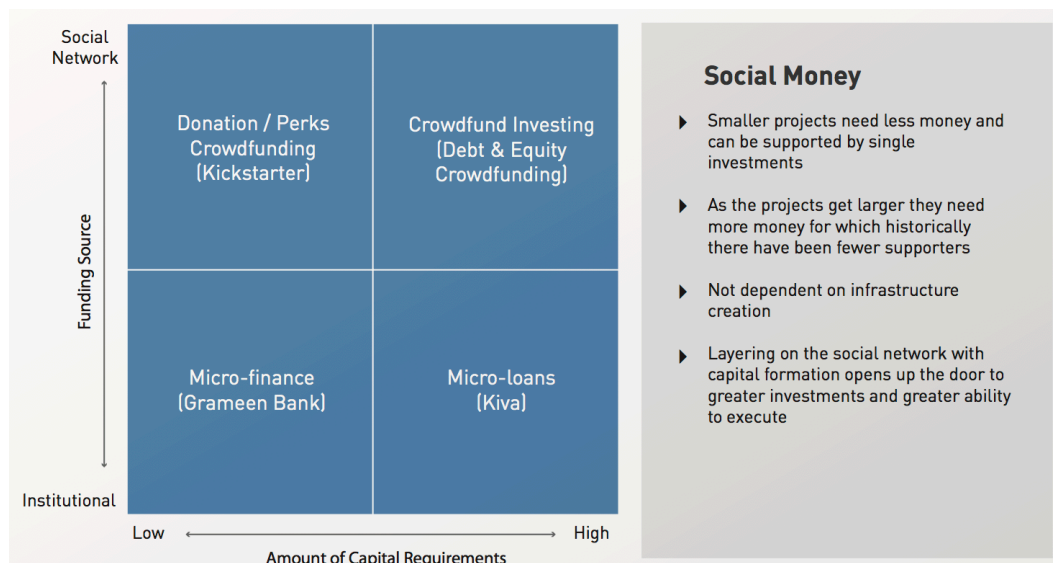 Social
Network
Donation / Perks
Crowdfunding
(Kickstarter)
Crowdfund Investing
(Debt & Equity
Crowdfunding)
Funding Source
Micro-finance
(Grameen Bank)
Micro-loans
(Kiva)
Institutional
Low
High
Amount of Capital Requirements
Social Money
Smaller projects need less money and
can be supported by single
investments
As the projects get larger they need
more money for which historically
there have been fewer supporters
Not dependent on infrastructure
creation
Layering on the social network with
capital formation opens up the door to
greater investments and greater ability
to execute